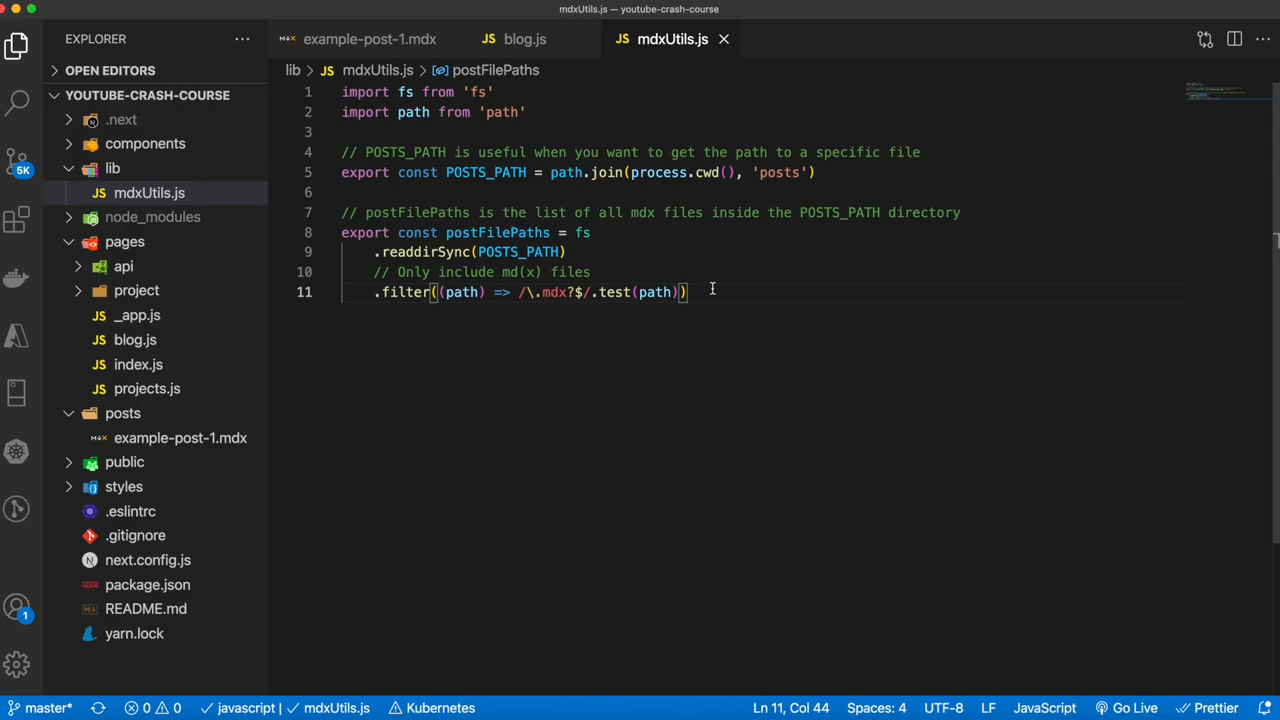 mdxUtils.js — youtube-crash-course
EXPLORER
example-post-1.mdx
blog.js
mdxUtils.js
OPEN EDITORS
YOUTUBE-CRASH-COURSE
.next
components
lib
mdxUtils.js
node_modules
pages
api
project
_app.js
blog.js
index.js
projects.js
posts
example-post-1.mdx
public
styles
.eslintrc
.gitignore
next.config.js
package.json
README.md
yarn.lock
5K
1
lib > JS mdxUtils.js > postFilePaths
1 import fs from 'fs'
2 import path from 'path'
3
4 // POSTS_PATH is useful when you want to get the path to a specific file
5 export const POSTS_PATH = path.join(process.cwd(), 'posts')
6
7 // postFilePaths is the list of all mdx files inside the POSTS_PATH directory
8 export const postFilePaths = fs
9 .readdirSync(POSTS_PATH)
10 // Only include md(x) files
11 .filter((path) => /\.mdx?$/.test(path))
master* 0 0 javascript | mdxUtils.js Kubernetes Ln 11, Col 44 Spaces: 4 UTF-8 LF JavaScript Go Live Prettier